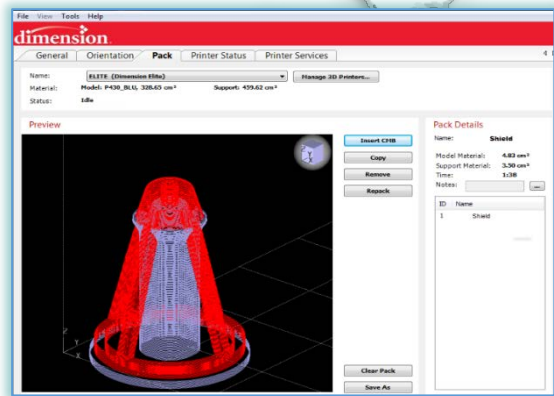 File View Tools Help
dimension
General Orientation Pack Printer Status Printer Services
Name: ELITE (Dimension Elite) Manage 3D Printers...
Material: Model: P430_BLU, 328.65 cm³ Support: 459.62 cm³
Status: Idle
Preview
Insert CMB
Copy
Remove
Repack
Clear Pack
Save As
Z
Y
X
Pack Details
Name: Shield
Model Material: 4.83 cm³
Support Material: 3.50 cm³
Time: 1:38
Notes: ...
ID Name
1 Shield